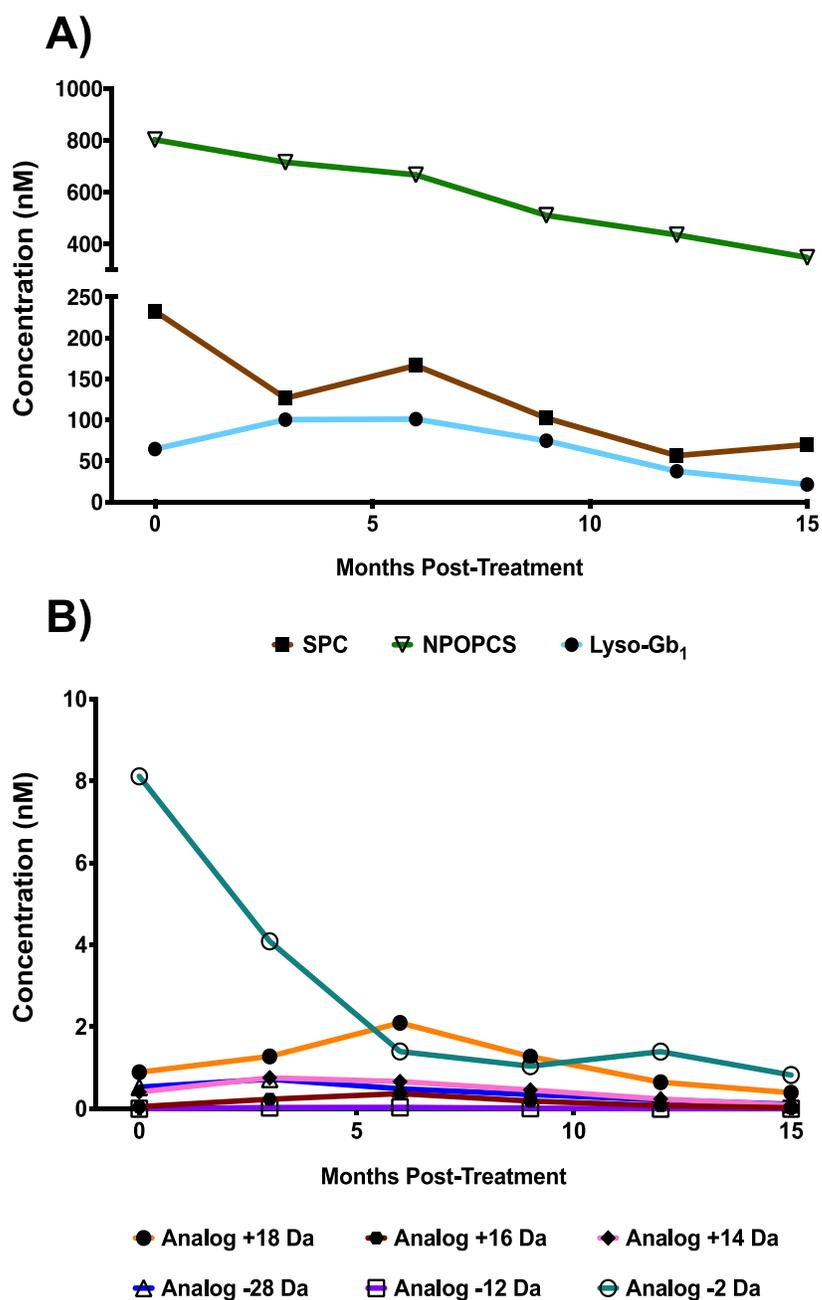 A)
1000
800
600
400
250
200
150
100
50
0
Concentration (nM)
0 5 10 15
Months Post-Treatment
B)
SPC NPOPCS Lyso-Gb1
10
8
6
4
2
0
Concentration (nM)
0 5 10 15
Months Post-Treatment
Analog +18 Da Analog +16 Da Analog +14 Da
Analog -28 Da Analog -12 Da Analog -2 Da